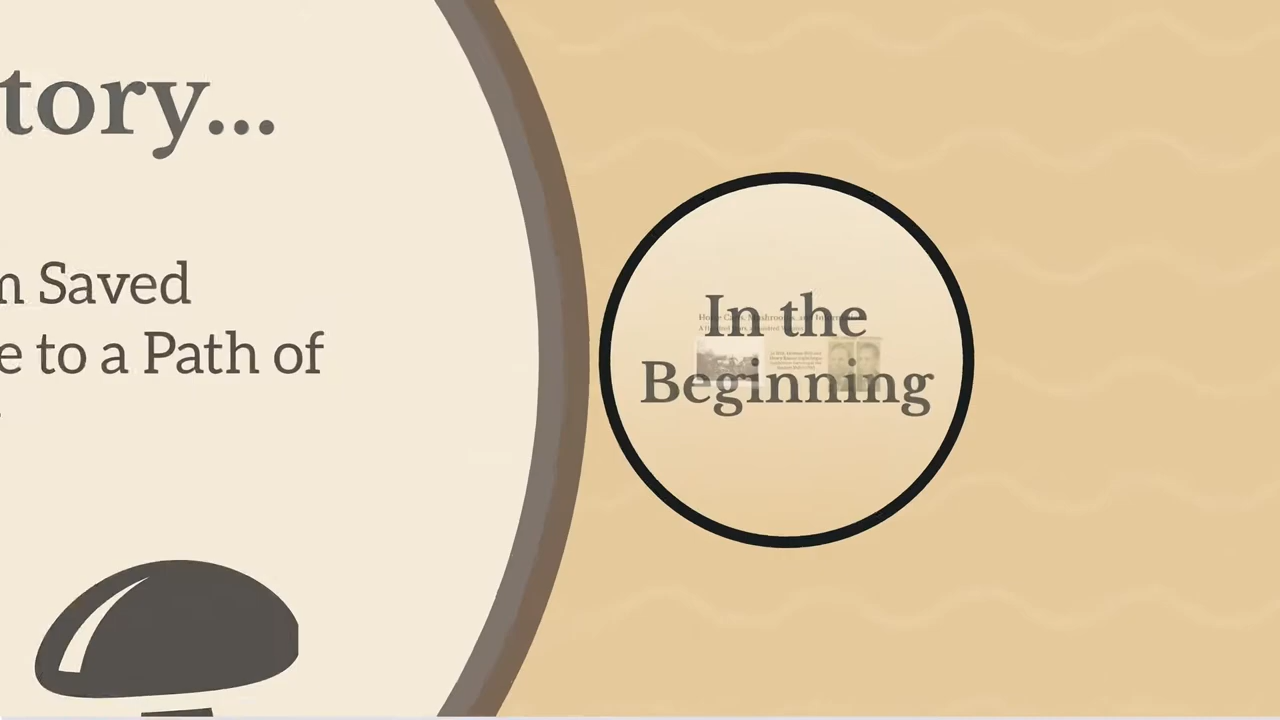 tory...
m Saved
e to a Path of
In the
Beginning